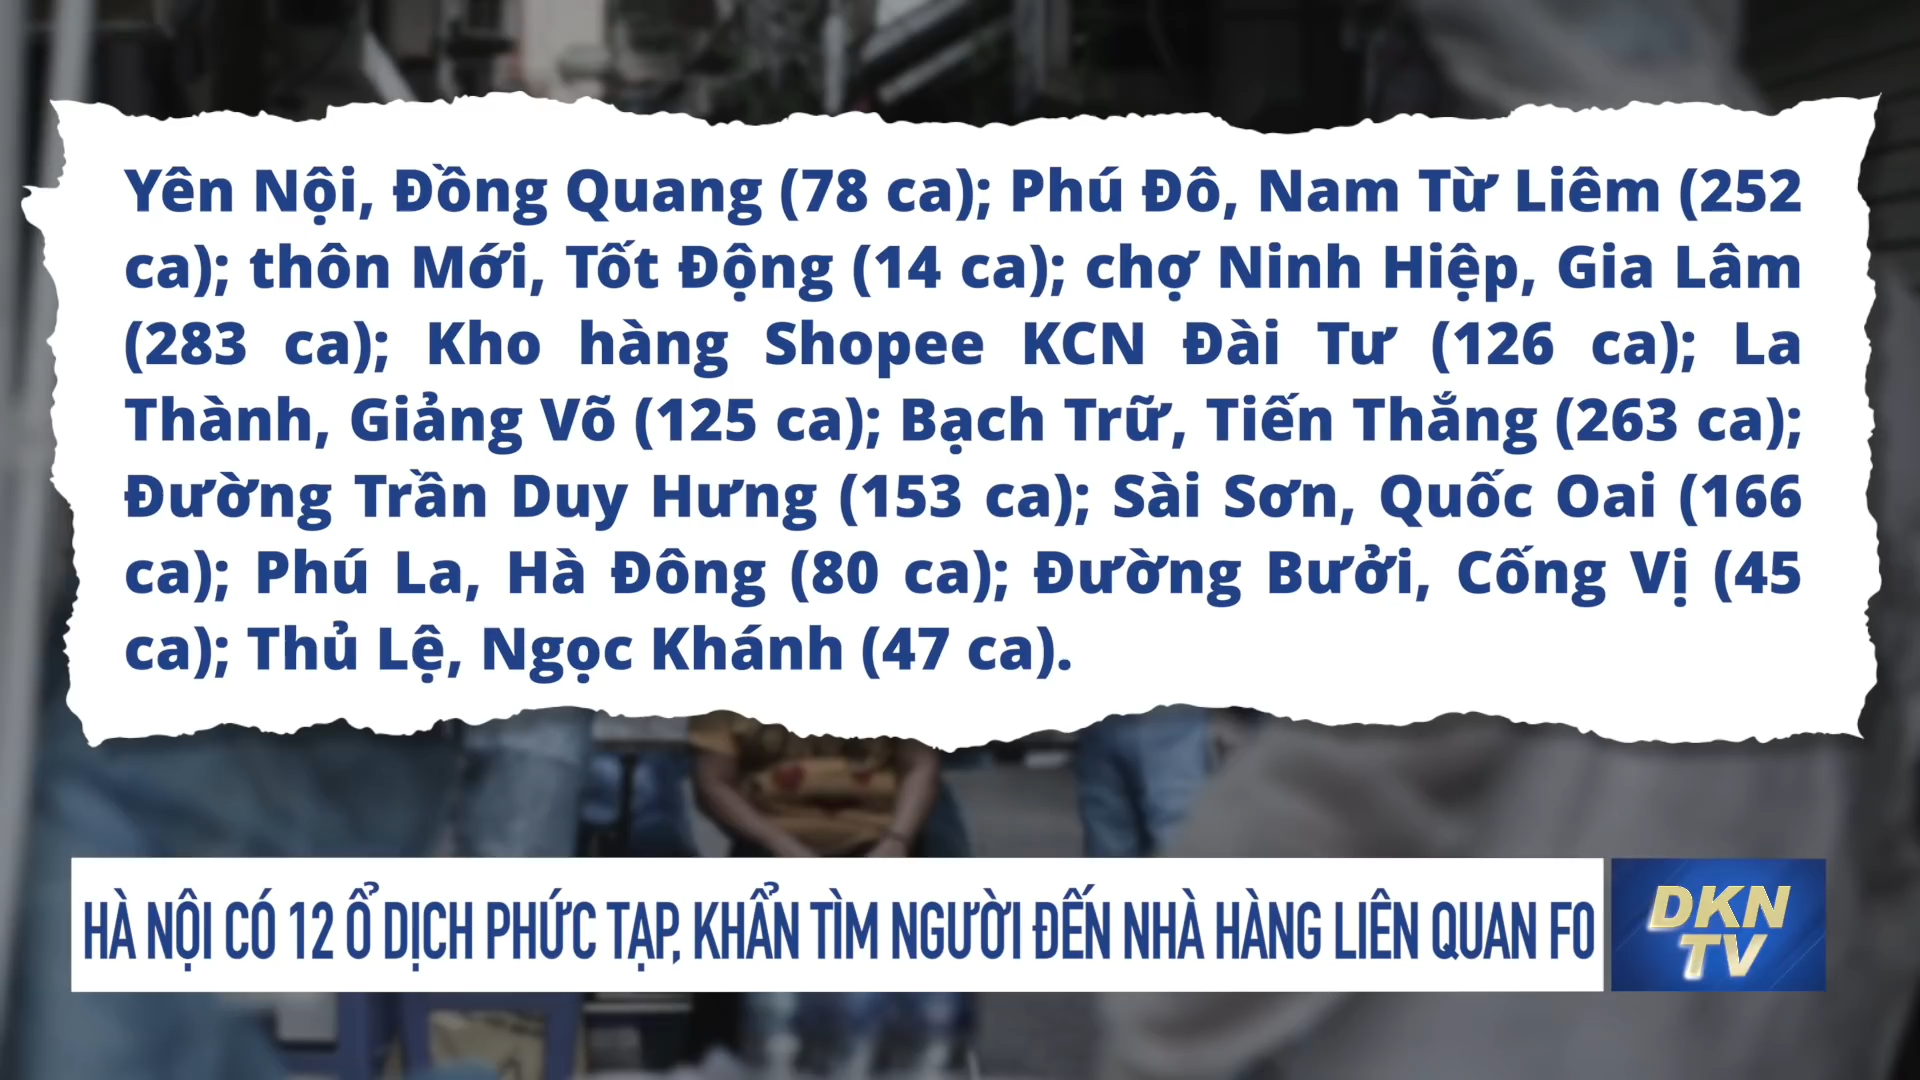 Yên Nội, Đồng Quang (78 ca); Phú Đô, Nam Từ Liêm (252
ca); thôn Mới, Tốt Động (14 ca); chợ Ninh Hiệp, Gia Lâm
(283 ca); Kho hàng Shopee KCN Đài Tư (126 ca); La
Thành, Giảng Võ (125 ca); Bạch Trữ, Tiến Thắng (263 ca);
Đường Trần Duy Hưng (153 ca); Sài Sơn, Quốc Oai (166
ca); Phú La, Hà Đông (80 ca); Đường Bưởi, Cống Vị (45
ca); Thủ Lệ, Ngọc Khánh (47 ca).
HÀ NỘI CÓ 12 Ổ DỊCH PHỨC TẠP, KHẨN TÌM NGƯỜI ĐẾN NHÀ HÀNG LIÊN QUAN F0
DKN
TV